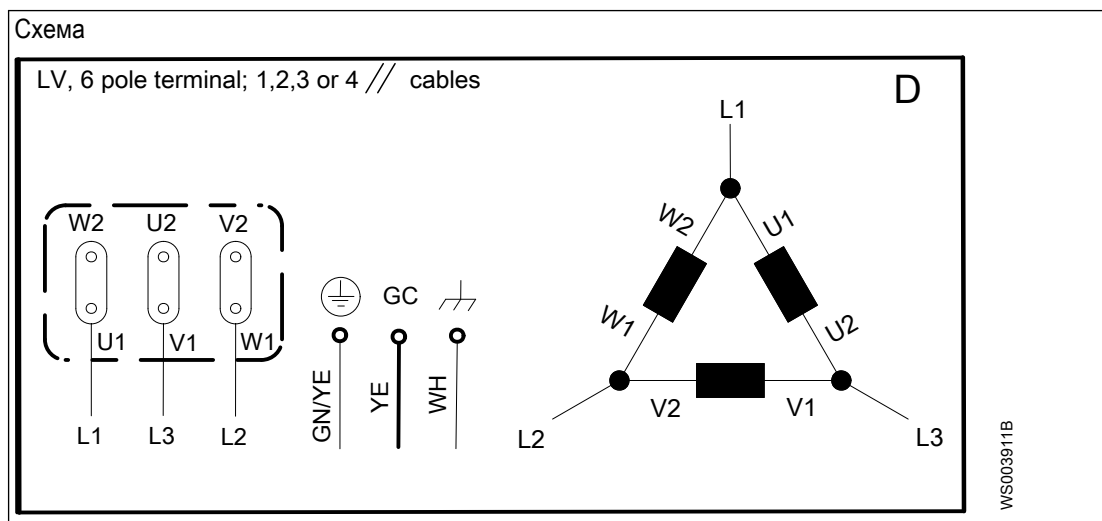 Схема
LV, 6 pole terminal; 1,2,3 or 4 // cables
D
W2 U2 V2
U1 V1 W1
L1 L3 L2
GC
GN/YE
YE
WH
L1
W2 U1
W1 U2
V2 V1
L2 L3
WS003911B